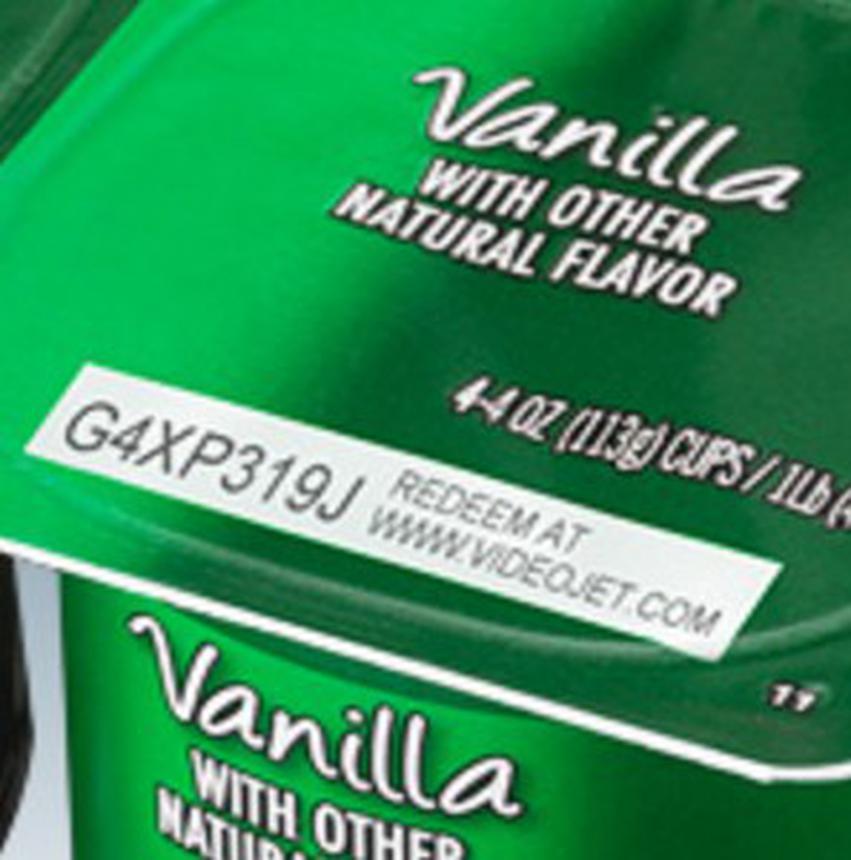 Vanilla
WITH OTHER
NATURAL FLAVOR
4-4 OZ (113g) CUPS / 1Lb
G4XP319J
REDEEM AT
WWW.VIDEOJET.COM
Vanilla
WITH OTHER